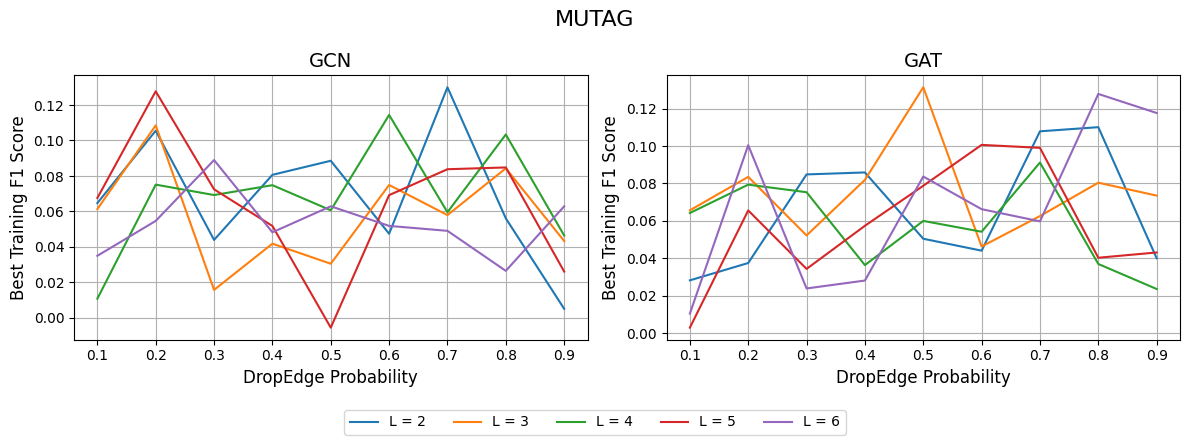 MUTAG
GCN
GAT
Best Training F1 Score
0.12
0.10
0.08
0.06
0.04
0.02
0.00
0.1 0.2 0.3 0.4 0.5 0.6 0.7 0.8 0.9
DropEdge Probability
Best Training F1 Score
0.12
0.10
0.08
0.06
0.04
0.02
0.00
0.1 0.2 0.3 0.4 0.5 0.6 0.7 0.8 0.9
DropEdge Probability
L = 2 L = 3 L = 4 L = 5 L = 6